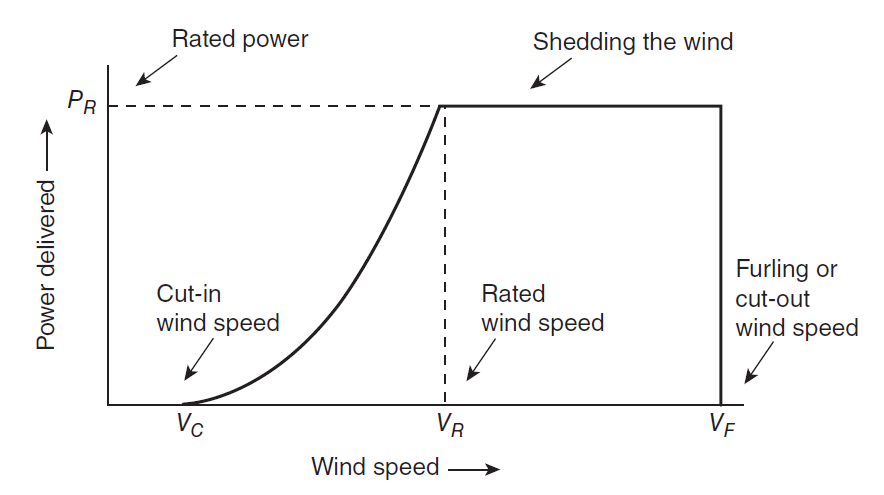 Rated power
Shedding the wind
P_R
Power delivered
Cut-in
wind speed
Rated
wind speed
Furling or
cut-out
wind speed
V_C
V_R
V_F
Wind speed